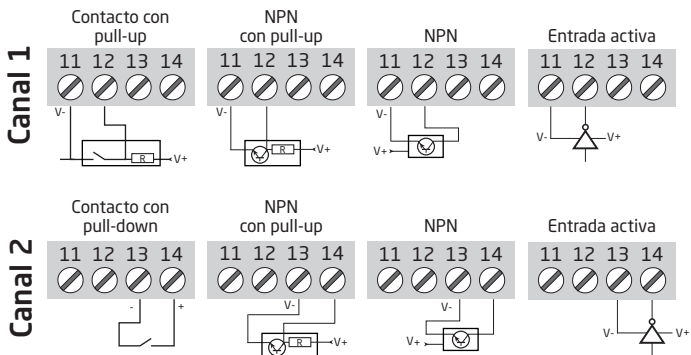 Canal 1
Contacto con
pull-up
11 12 13 14
V-
R
V+
NPN
con pull-up
11 12 13 14
V-
R
V+
NPN
11 12 13 14
V-
V+
Entrada activa
11 12 13 14
V-
V+
Canal 2
Contacto con
pull-down
11 12 13 14
-
+
NPN
con pull-up
11 12 13 14
V-
R
V+
NPN
11 12 13 14
V-
V+
Entrada activa
11 12 13 14
V-
V+